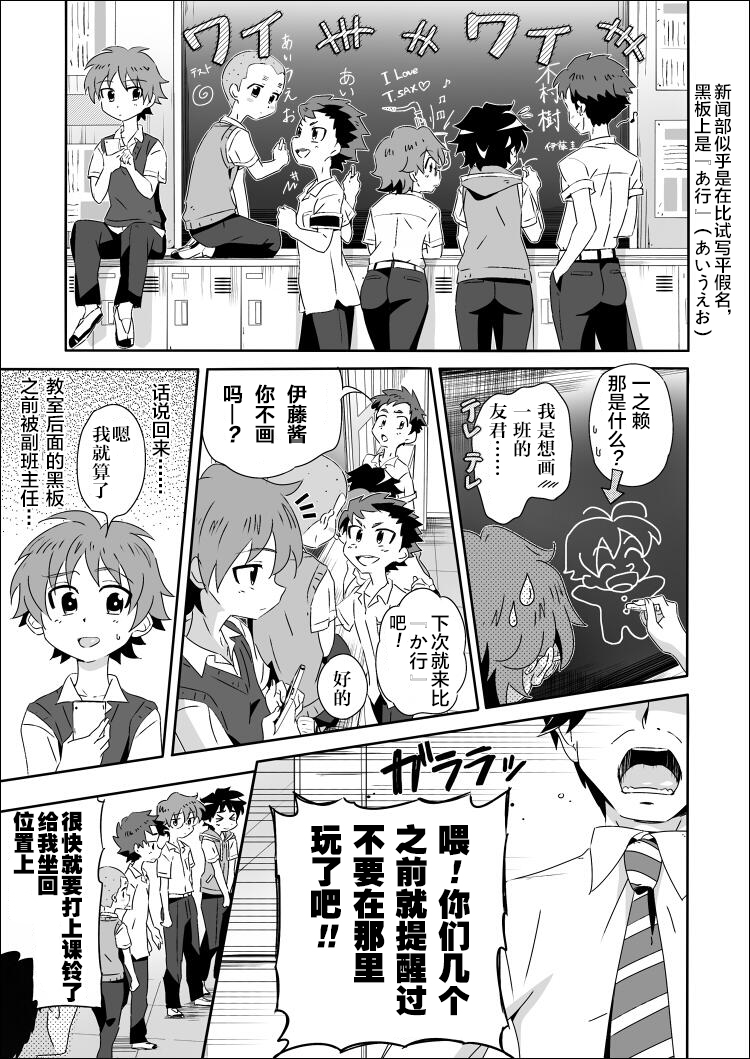 新闻部似乎是在比试写平假名，
黑板上是『あ行』(あいうえお)
ワイ
ワイ
不村樹
伊藤圭
I Love
T.SAX♡
あい
あいうえお
テスト
一之赖
那是什么？
我是想画
一班的
友君……
テレテレ
伊藤酱
你不画
吗—？
下次就来比
『か行』
吧！
好的
话说回来……
嗯
我就算了
教室后面的黑板
之前被副班主任…
ガラララッ
喂！你们几个
之前就提醒过
不要在那里
玩了吧！！
很快就要打上课铃了
给我坐回
位置上